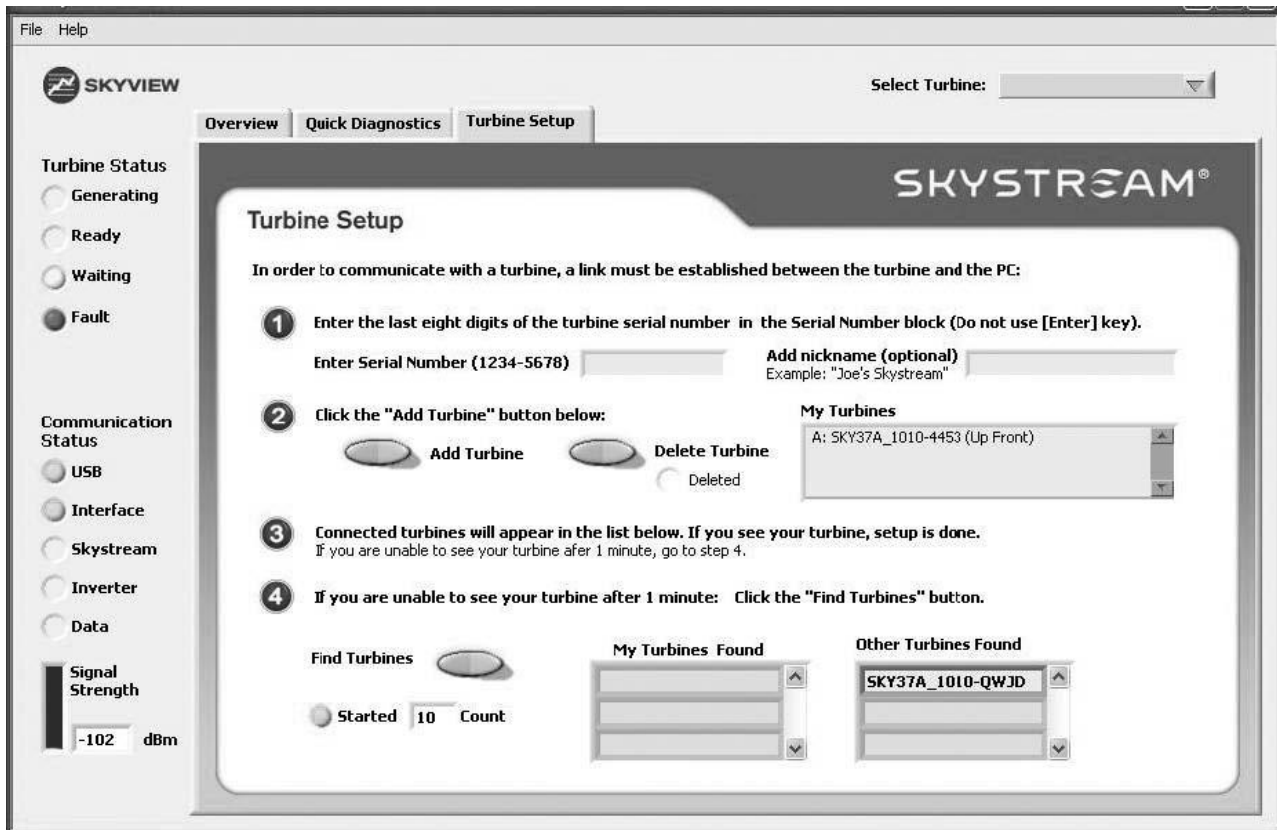 File Help
SKYVIEW
Select Turbine:
Overview Quick Diagnostics Turbine Setup
SKYSTREAM®
Turbine Status
Generating
Ready
Waiting
Fault
Communication
Status
USB
Interface
Skystream
Inverter
Data
Signal
Strength
-102 dBm
Turbine Setup
In order to communicate with a turbine, a link must be established between the turbine and the PC:
1 Enter the last eight digits of the turbine serial number in the Serial Number block (Do not use [Enter] key).
Enter Serial Number (1234-5678)
Add nickname (optional)
Example: "Joe's Skystream"
2 Click the "Add Turbine" button below:
Add Turbine
Delete Turbine
Deleted
My Turbines
A: SKY37A_1010-4453 (Up Front)
3 Connected turbines will appear in the list below. If you see your turbine, setup is done.
If you are unable to see your turbine afer 1 minute, go to step 4.
4 If you are unable to see your turbine after 1 minute: Click the "Find Turbines" button.
Find Turbines
Started 10 Count
My Turbines Found
Other Turbines Found
SKY37A_1010-QWJD